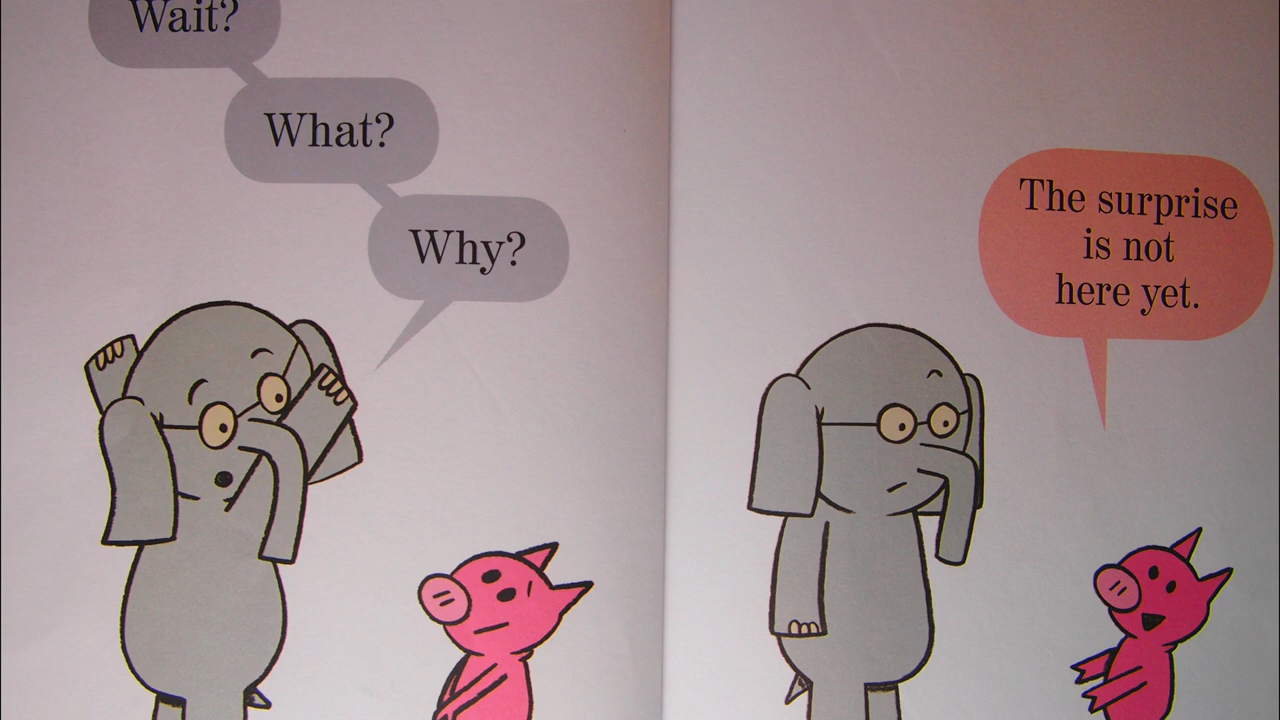 Wait?
What?
Why?
The surprise
is not
here yet.